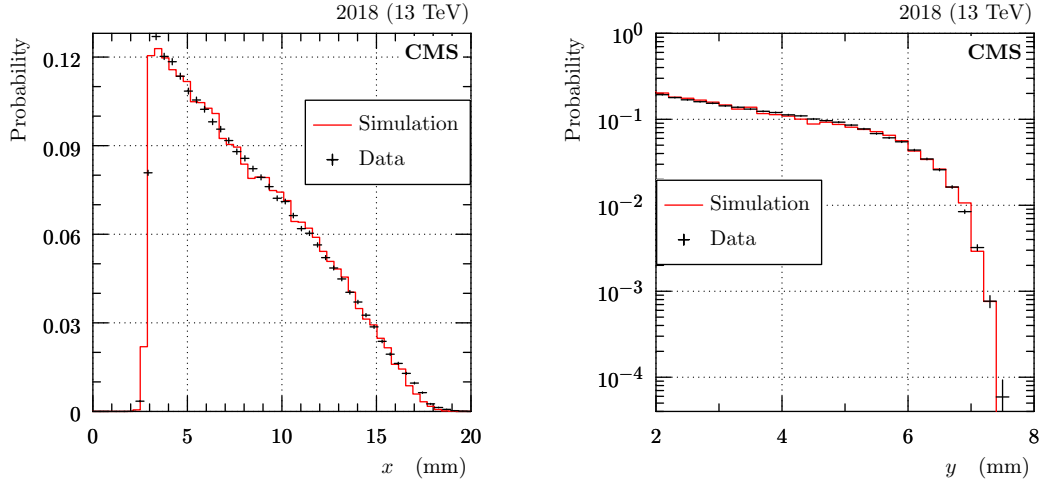 2018 (13 TeV)
CMS
Probability
0.12
0.09
0.06
0.03
0
Simulation
Data
0 5 10 15 20
x (mm)
2018 (13 TeV)
CMS
Probability
10^0
10^−1
10^−2
10^−3
10^−4
Simulation
Data
2 4 6 8
y (mm)